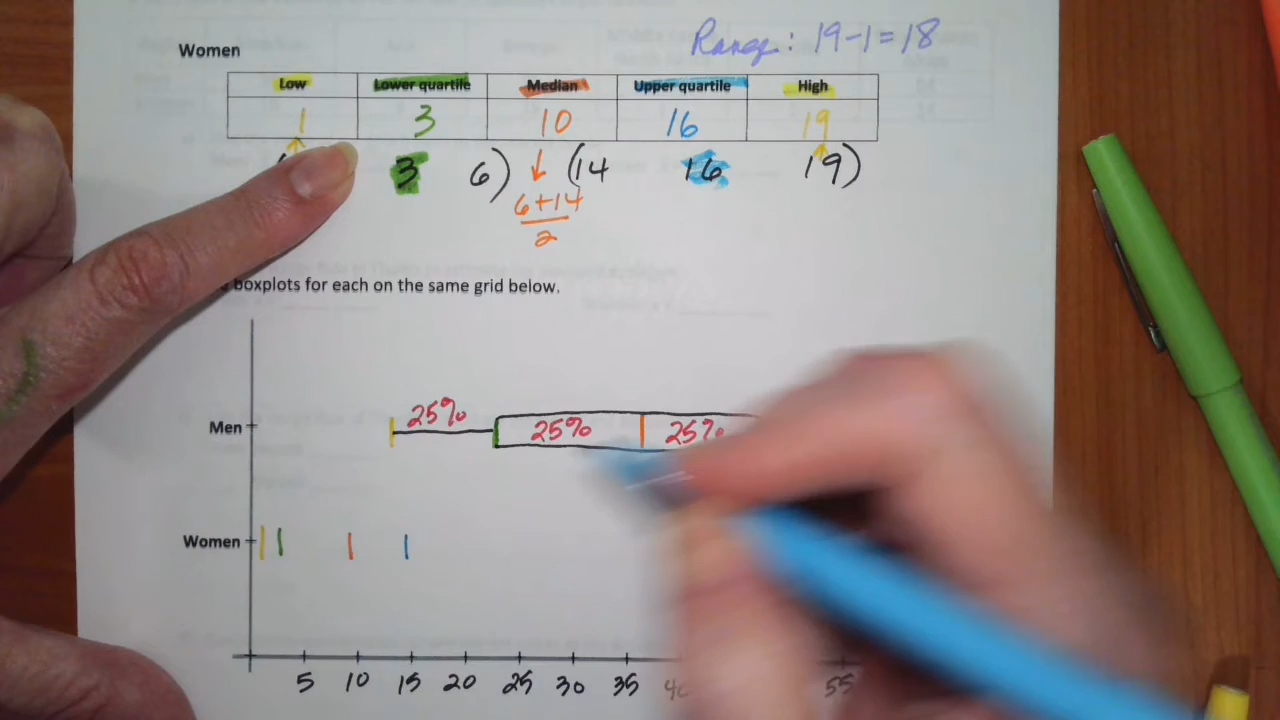 Range: 19-1=18
Women
Low Lower quartile Median Upper quartile High
1 3 10 16 19
3 6) (14 16 19)
6+14
2
boxplots for each on the same grid below.
Men 25% 25% 25%
Women
5 10 15 20 25 30 35 55